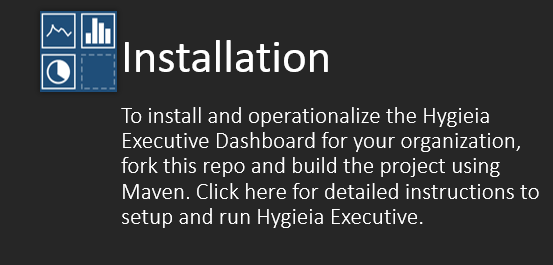 Installation
To install and operationalize the Hygieia
Executive Dashboard for your organization,
fork this repo and build the project using
Maven. Click here for detailed instructions to
setup and run Hygieia Executive.